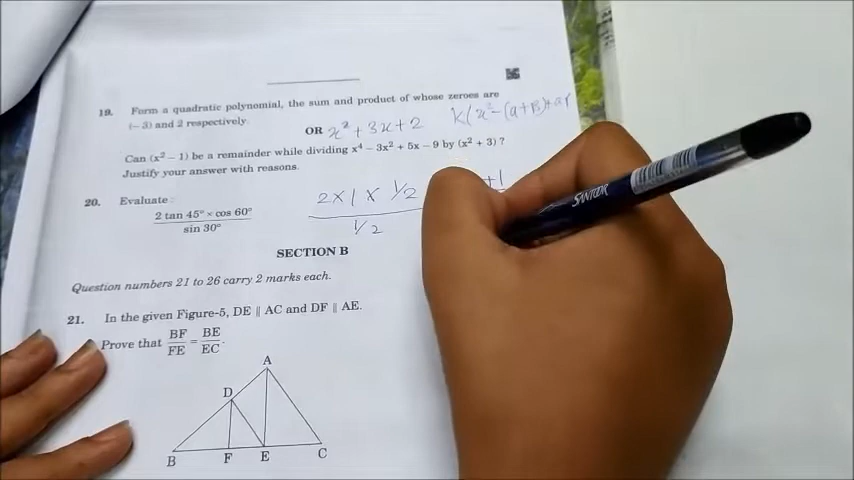 19. Form a quadratic polynomial, the sum and product of whose zeroes are
(– 3) and 2 respectively.
k(x² – (α+β) + αβ
OR x² + 3x + 2
Can (x² – 1) be a remainder while dividing x⁴ – 3x² + 5x – 9 by (x² + 3) ?
Justify your answer with reasons.
20. Evaluate :
2 tan 45° × cos 60°
sin 30°
2 × 1 × 1/2
1/2
+1
SECTION B
Question numbers 21 to 26 carry 2 marks each.
21. In the given Figure-5, DE || AC and DF || AE.
Prove that BF/FE = BE/EC.
A
D
B F E C
SANTOOR